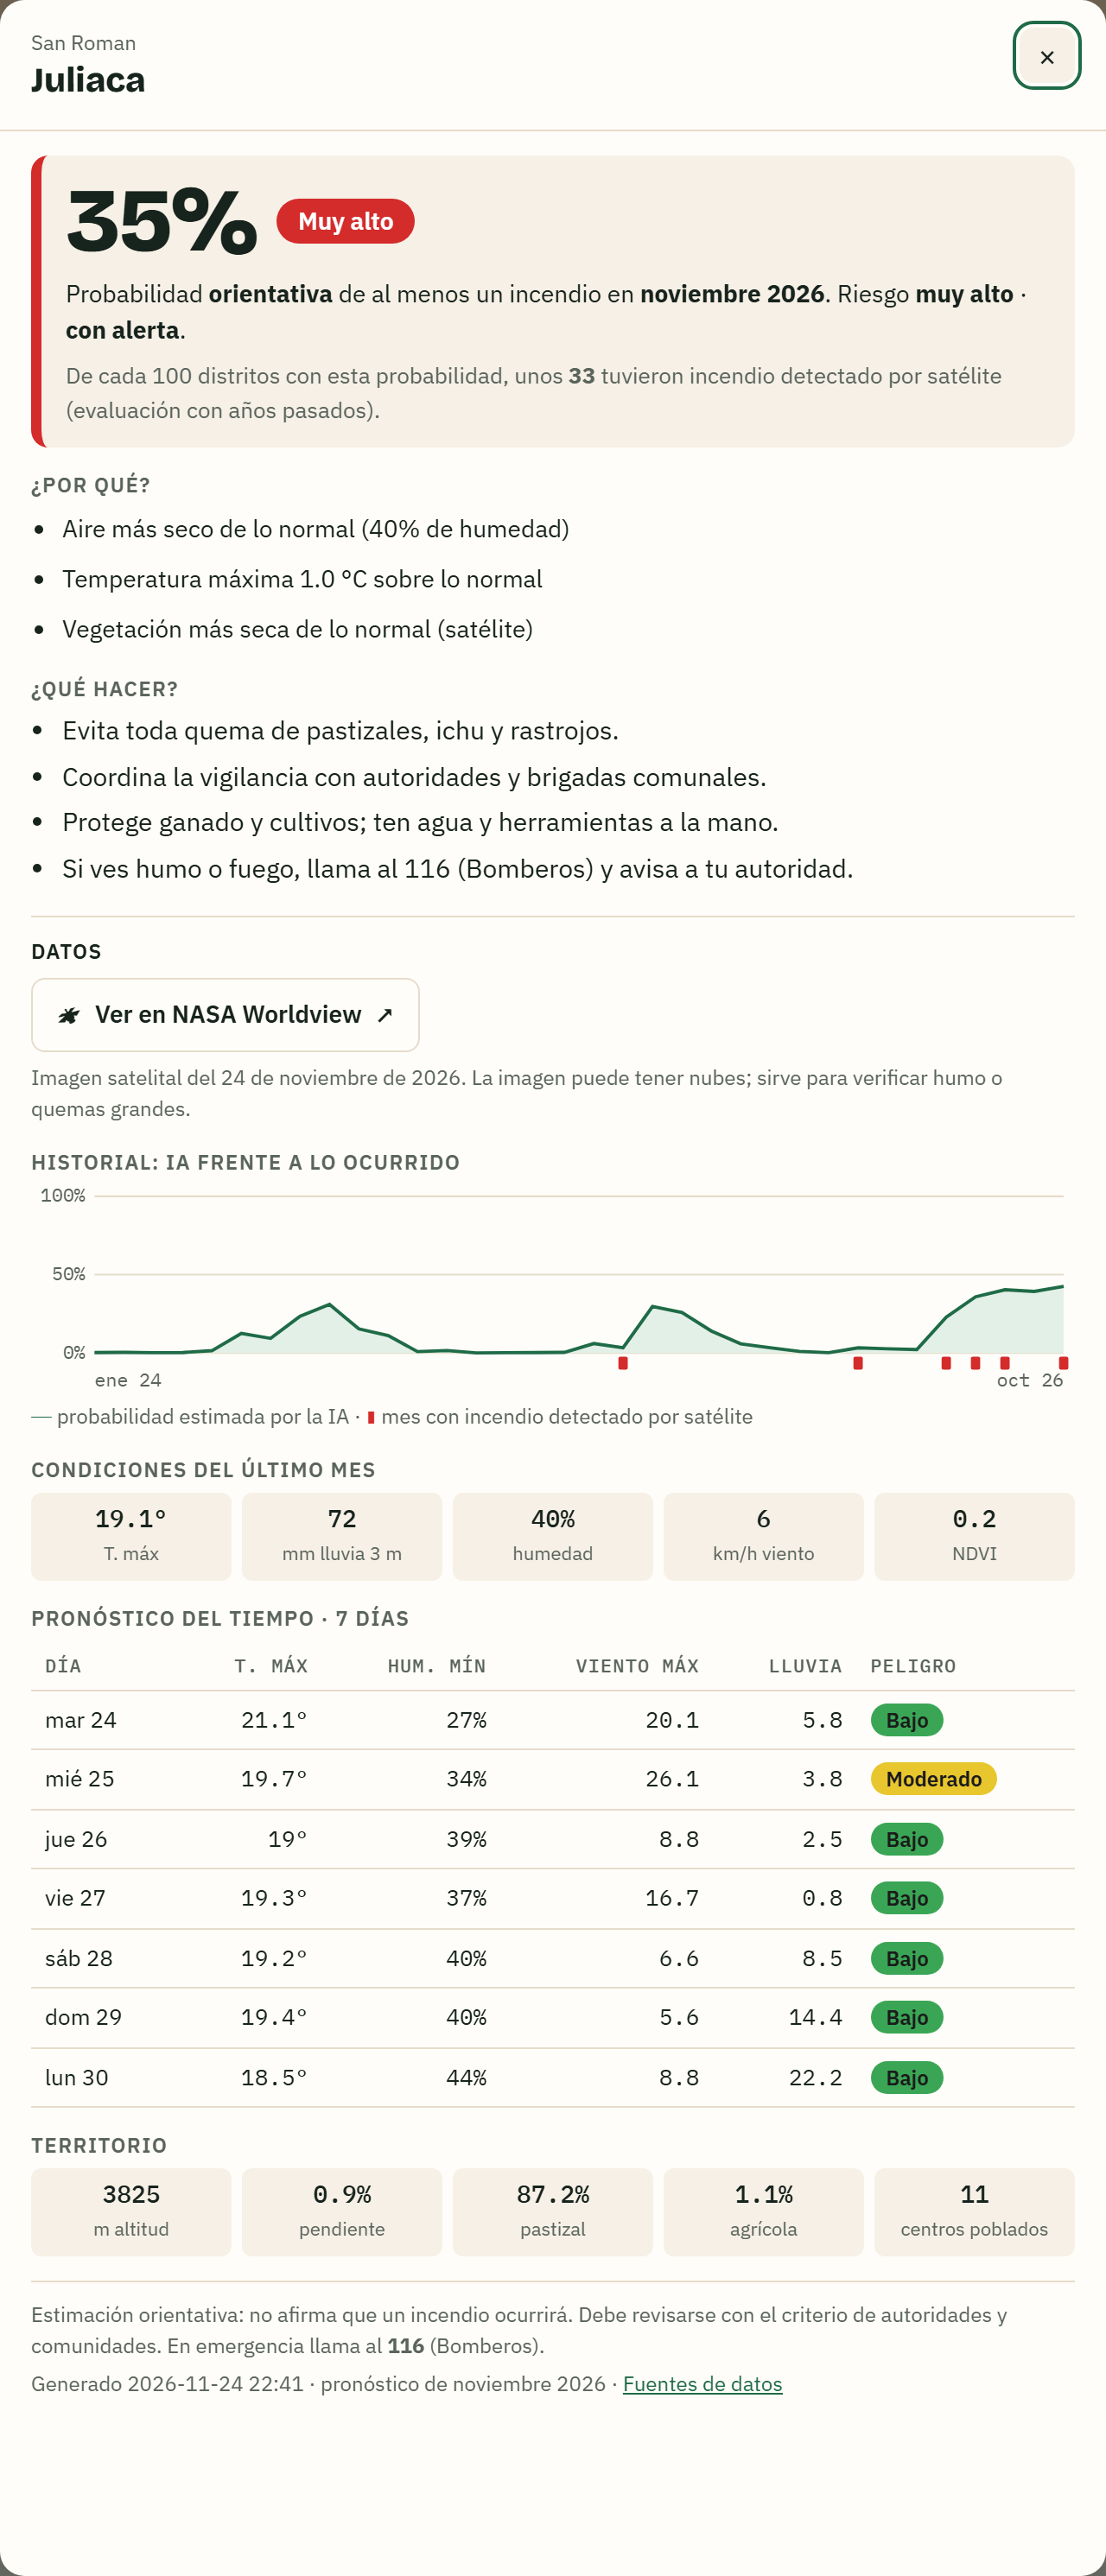 San Roman
Juliaca
×
35% Muy alto
Probabilidad orientativa de al menos un incendio en noviembre 2026. Riesgo muy alto ·
con alerta.
De cada 100 distritos con esta probabilidad, unos 33 tuvieron incendio detectado por satélite
(evaluación con años pasados).
¿POR QUÉ?
• Aire más seco de lo normal (40% de humedad)
• Temperatura máxima 1.0 °C sobre lo normal
• Vegetación más seca de lo normal (satélite)
¿QUÉ HACER?
• Evita toda quema de pastizales, ichu y rastrojos.
• Coordina la vigilancia con autoridades y brigadas comunales.
• Protege ganado y cultivos; ten agua y herramientas a la mano.
• Si ves humo o fuego, llama al 116 (Bomberos) y avisa a tu autoridad.
DATOS
Ver en NASA Worldview ↗
Imagen satelital del 24 de noviembre de 2026. La imagen puede tener nubes; sirve para verificar humo o
quemas grandes.
HISTORIAL: IA FRENTE A LO OCURRIDO
100%
50%
0%
ene 24 oct 26
— probabilidad estimada por la IA · ▮ mes con incendio detectado por satélite
CONDICIONES DEL ÚLTIMO MES
19.1° 72 40% 6 0.2
T. máx mm lluvia 3 m humedad km/h viento NDVI
PRONÓSTICO DEL TIEMPO · 7 DÍAS
DÍA T. MÁX HUM. MÍN VIENTO MÁX LLUVIA PELIGRO
mar 24 21.1° 27% 20.1 5.8 Bajo
mié 25 19.7° 34% 26.1 3.8 Moderado
jue 26 19° 39% 8.8 2.5 Bajo
vie 27 19.3° 37% 16.7 0.8 Bajo
sáb 28 19.2° 40% 6.6 8.5 Bajo
dom 29 19.4° 40% 5.6 14.4 Bajo
lun 30 18.5° 44% 8.8 22.2 Bajo
TERRITORIO
3825 0.9% 87.2% 1.1% 11
m altitud pendiente pastizal agrícola centros poblados
Estimación orientativa: no afirma que un incendio ocurrirá. Debe revisarse con el criterio de autoridades y
comunidades. En emergencia llama al 116 (Bomberos).
Generado 2026-11-24 22:41 · pronóstico de noviembre 2026 · Fuentes de datos